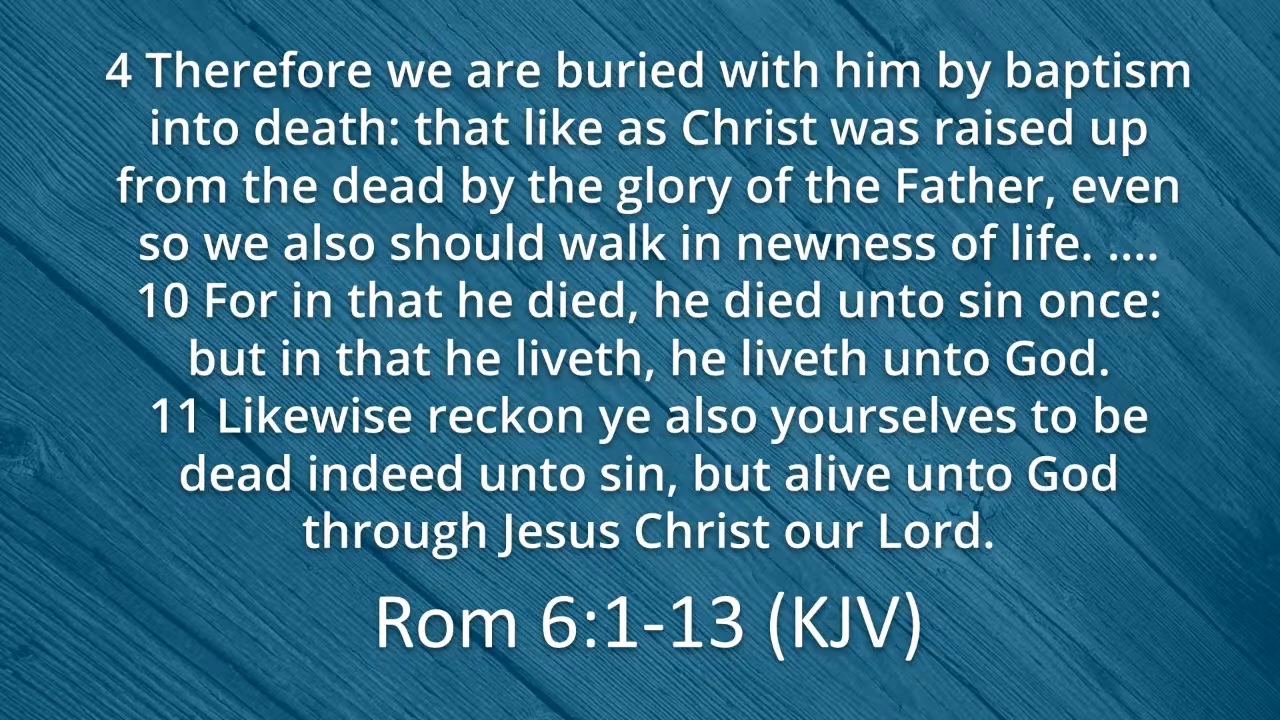 4 Therefore we are buried with him by baptism
into death: that like as Christ was raised up
from the dead by the glory of the Father, even
so we also should walk in newness of life. ....
10 For in that he died, he died unto sin once:
but in that he liveth, he liveth unto God.
11 Likewise reckon ye also yourselves to be
dead indeed unto sin, but alive unto God
through Jesus Christ our Lord.
Rom 6:1-13 (KJV)